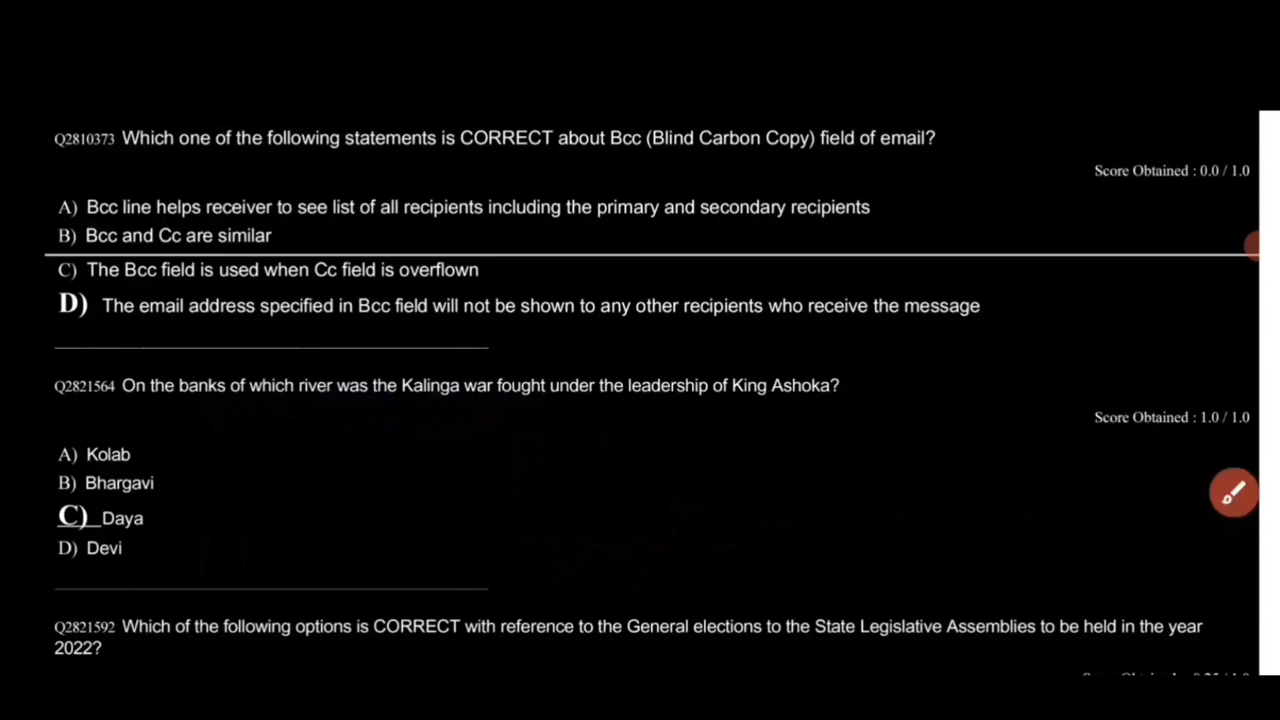 Q2810373 Which one of the following statements is CORRECT about Bcc (Blind Carbon Copy) field of email?
Score Obtained : 0.0 / 1.0
A) Bcc line helps receiver to see list of all recipients including the primary and secondary recipients
B) Bcc and Cc are similar
C) The Bcc field is used when Cc field is overflown
D) The email address specified in Bcc field will not be shown to any other recipients who receive the message
Q2821564 On the banks of which river was the Kalinga war fought under the leadership of King Ashoka?
Score Obtained : 1.0 / 1.0
A) Kolab
B) Bhargavi
C) Daya
D) Devi
Q2821592 Which of the following options is CORRECT with reference to the General elections to the State Legislative Assemblies to be held in the year
2022?